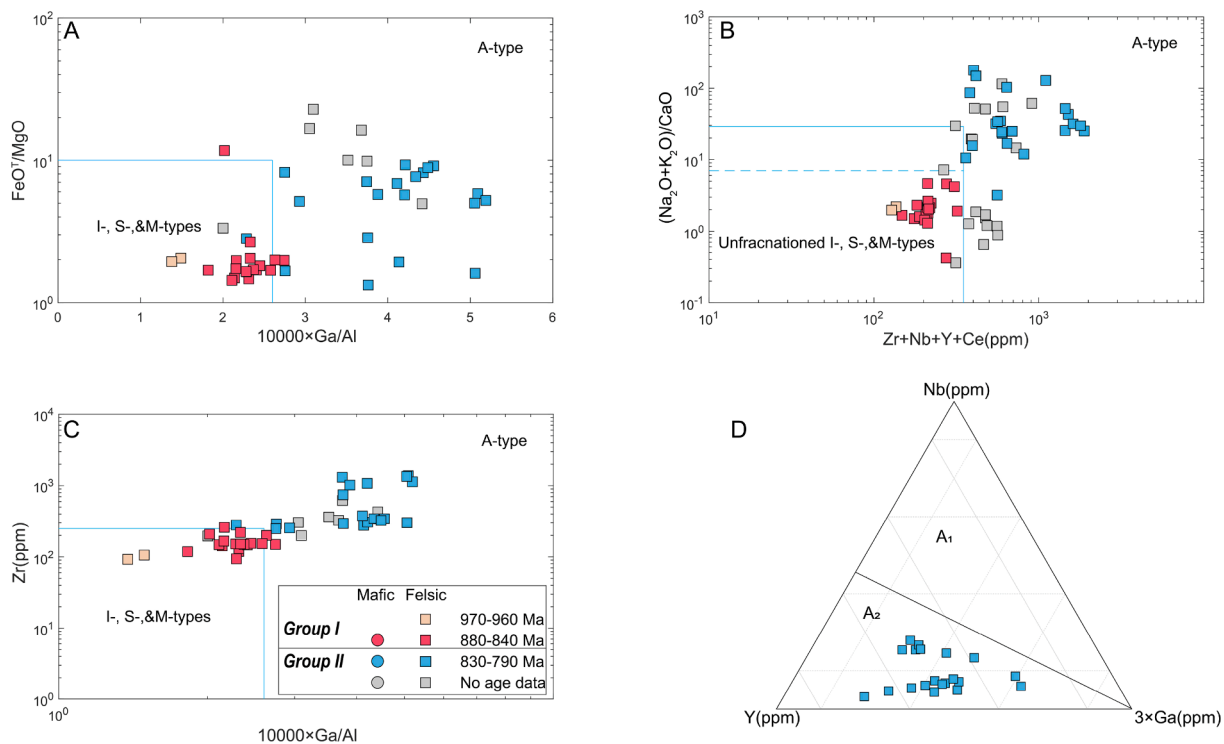 A
A-type
I-, S-,&M-types
FeOᵀ/MgO
10²
10¹
10⁰
0 1 2 3 4 5 6
10000×Ga/Al
B
A-type
Unfracnationed I-, S-,&M-types
(Na₂O+K₂O)/CaO
10³
10²
10¹
10⁰
10⁻¹
10¹ 10² 10³
Zr+Nb+Y+Ce(ppm)
C
A-type
I-, S-,&M-types
Zr(ppm)
10⁴
10³
10²
10¹
10⁰
10⁰
10000×Ga/Al
Mafic Felsic
970-960 Ma
Group I
880-840 Ma
Group II 830-790 Ma
No age data
D
Nb(ppm)
A₁
A₂
Y(ppm) 3×Ga(ppm)